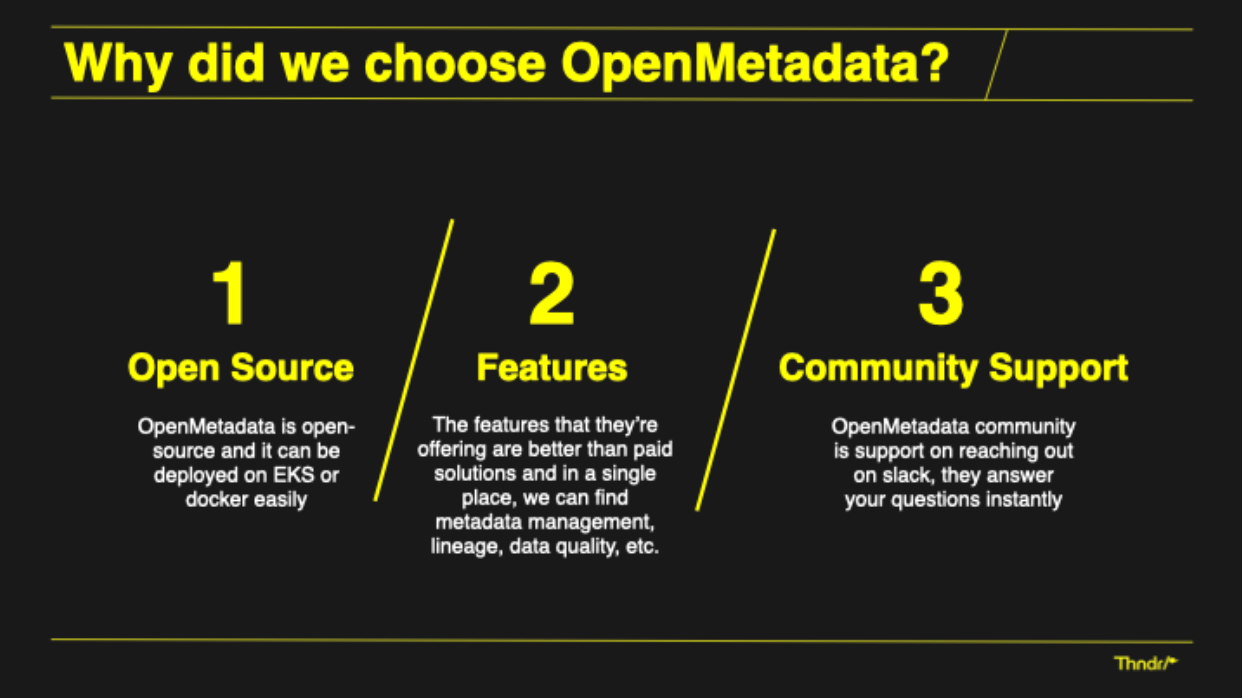 Why did we choose OpenMetadata?
1
Open Source
OpenMetadata is open-
source and it can be
deployed on EKS or
docker easily
2
Features
The features that they’re
offering are better than paid
solutions and in a single
place, we can find
metadata management,
lineage, data quality, etc.
3
Community Support
OpenMetadata community
is support on reaching out
on slack, they answer
your questions instantly
Thndr/